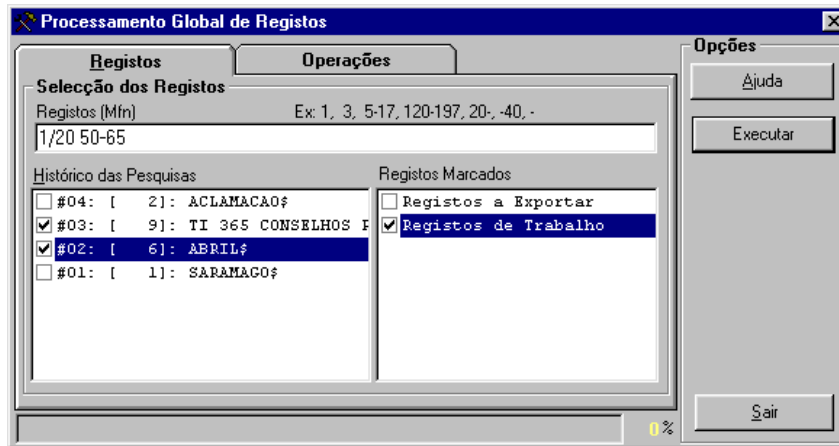 Processamento Global de Registos
Registos
Operações
Selecção dos Registos
Registos (Mfn) Ex: 1, 3, 5-17, 120-197, 20-, -40, -
1/20 50-65
Histórico das Pesquisas
#04: [ 2]: ACLAMACAO$
#03: [ 9]: TI 365 CONSELHOS
#02: [ 6]: ABRIL$
#01: [ 1]: SARAMAGO$
Registos Marcados
Registos a Exportar
Registos de Trabalho
0%
Opções
Ajuda
Executar
Sair